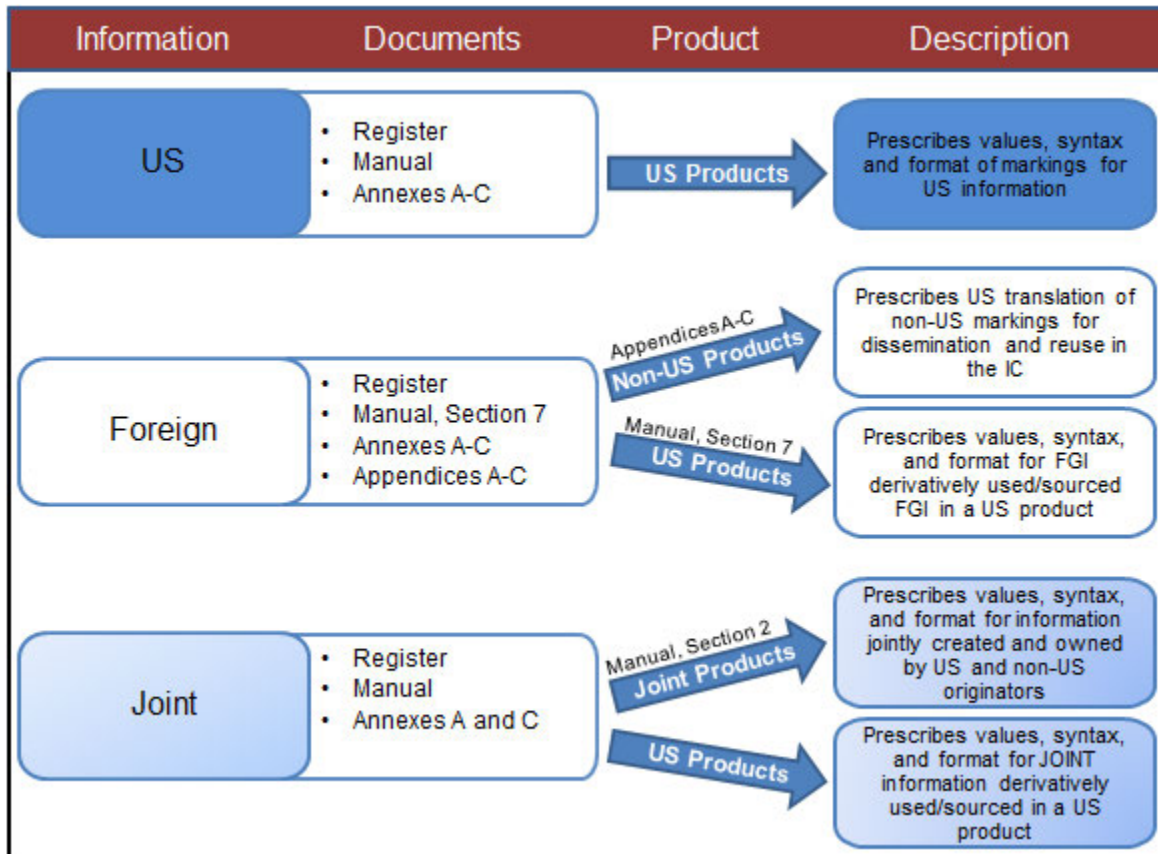 Information Documents Product Description
US
• Register
• Manual
• Annexes A-C
US Products
Prescribes values, syntax
and format of markings for
US information
Foreign
• Register
• Manual, Section 7
• Annexes A-C
• Appendices A-C
Appendices A-C
Non-US Products
Prescribes US translation of
non-US markings for
dissemination and reuse in
the IC
Manual, Section 7
US Products
Prescribes values, syntax,
and format for FGI
derivatively used/sourced
FGI in a US product
Joint
• Register
• Manual
• Annexes A and C
Manual, Section 2
Joint Products
Prescribes values, syntax,
and format for information
jointly created and owned
by US and non-US
originators
US Products
Prescribes values, syntax,
and format for JOINT
information derivatively
used/sourced in a US
product